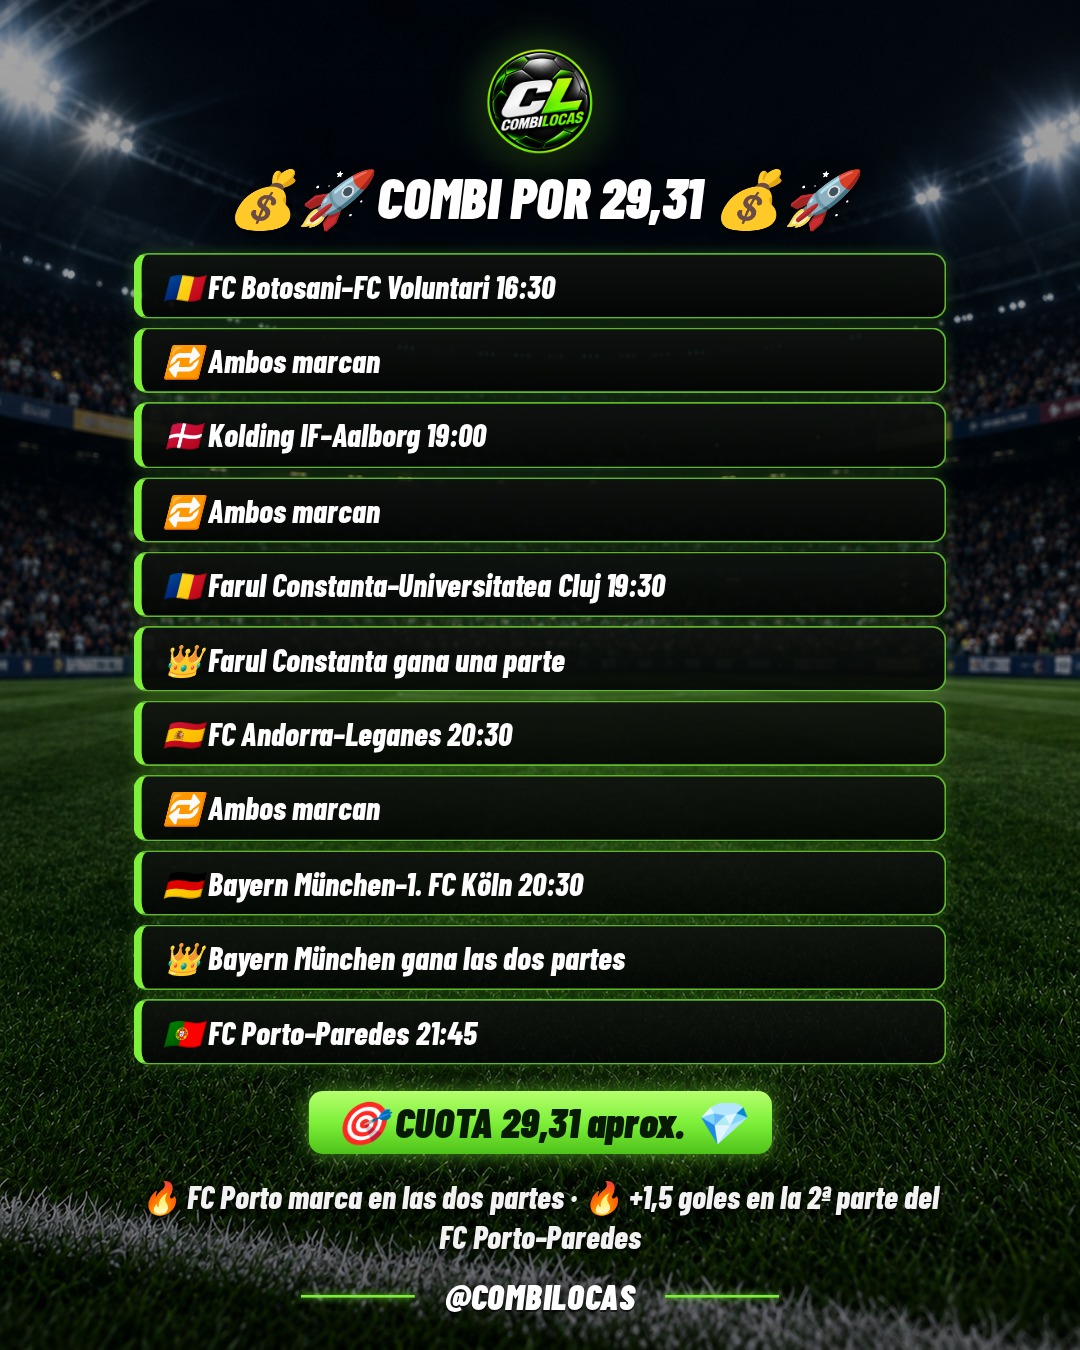 CL
COMBILOCAS
💰🚀 COMBI POR 29,31 💰🚀
🇷🇴 FC Botosani-FC Voluntari 16:30
🔁 Ambos marcan
🇩🇰 Kolding IF-Aalborg 19:00
🔁 Ambos marcan
🇷🇴 Farul Constanta-Universitatea Cluj 19:30
👑 Farul Constanta gana una parte
🇪🇸 FC Andorra-Leganes 20:30
🔁 Ambos marcan
🇩🇪 Bayern München-1. FC Köln 20:30
👑 Bayern München gana las dos partes
🇵🇹 FC Porto-Paredes 21:45
🎯 CUOTA 29,31 aprox. 💎
🔥 FC Porto marca en las dos partes · 🔥 +1,5 goles en la 2ª parte del
FC Porto-Paredes
@COMBILOCAS